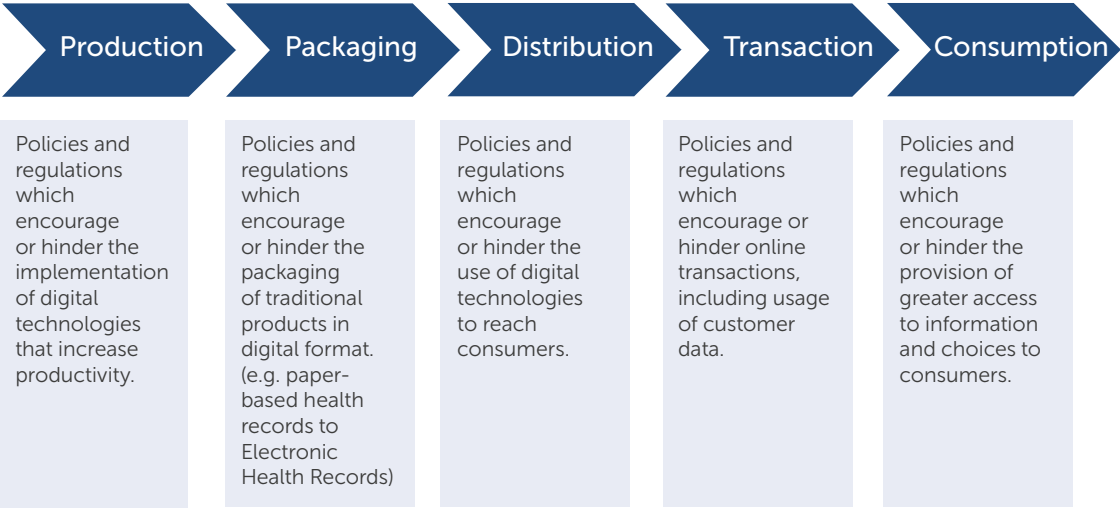 Production
Packaging
Distribution
Transaction
Consumption
Policies and
regulations
which
encourage
or hinder the
implementation
of digital
technologies
that increase
productivity.
Policies and
regulations
which
encourage
or hinder the
packaging
of traditional
products in
digital format.
(e.g. paper-
based health
records to
Electronic
Health Records)
Policies and
regulations
which
encourage
or hinder the
use of digital
technologies
to reach
consumers.
Policies and
regulations
which
encourage or
hinder online
transactions,
including usage
of customer
data.
Policies and
regulations
which
encourage
or hinder the
provision of
greater access
to information
and choices to
consumers.